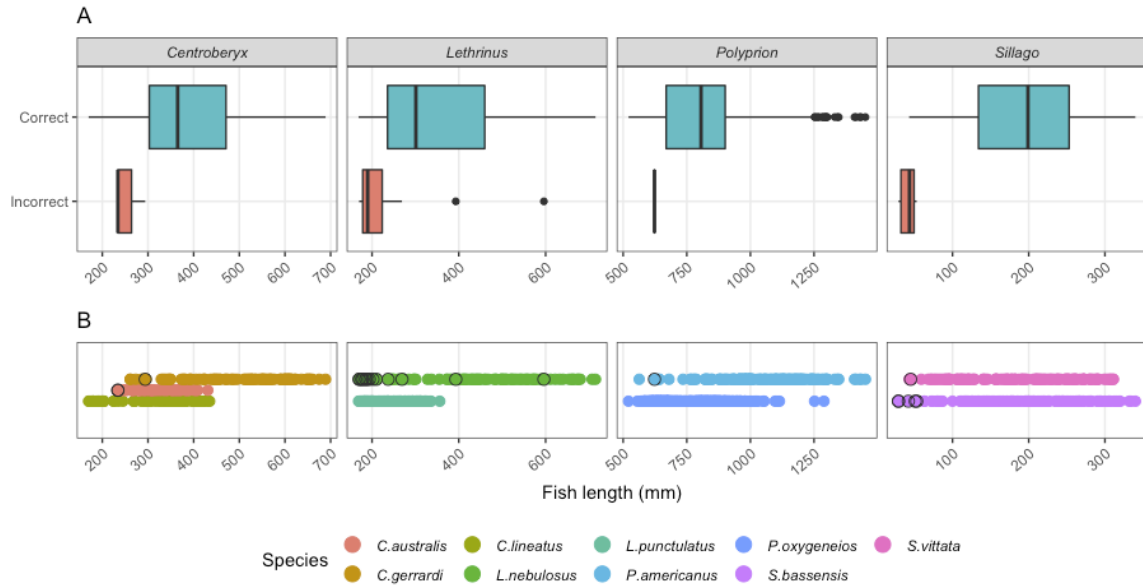 A
Centroberyx Lethrinus Polyprion Sillago
Correct
Incorrect
200 300 400 500 600 700 200 400 600 500 750 1000 1250 100 200 300
B
200 300 400 500 600 700 200 400 600 500 750 1000 1250 100 200 300
Fish length (mm)
Species
C.australis C.lineatus L.punctulatus P.oxygeneios S.vittata
C.gerrardi L.nebulosus P.americanus S.bassensis